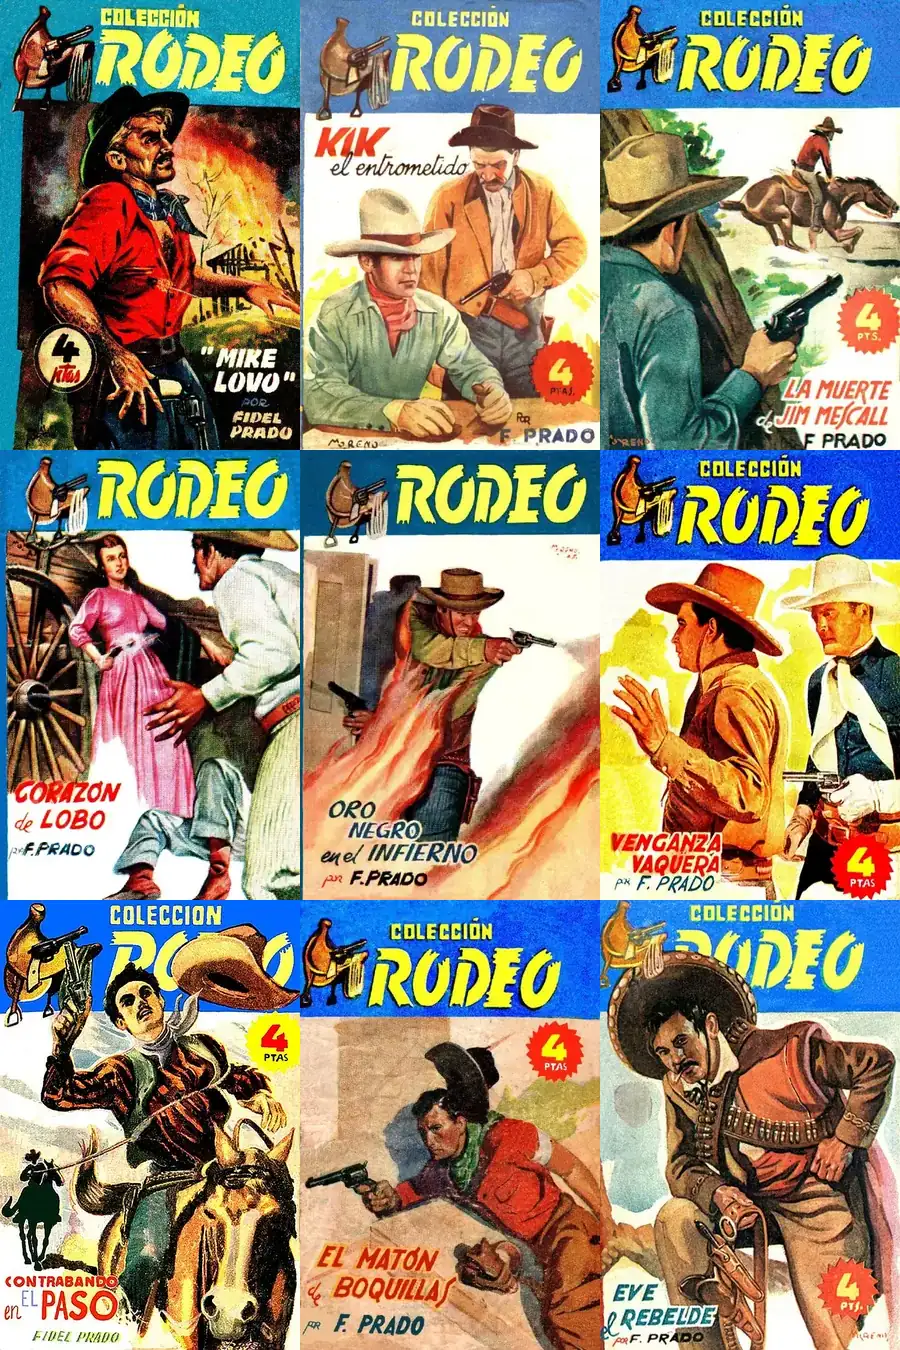 COLECCIÓN
RODEO
4
ptas
"MIKE
LOVO"
POR
FIDEL
PRADO
COLECCIÓN
RODEO
KIK
el entrometido
4
PTAS.
POR
F. PRADO
MORENO
COLECCIÓN
RODEO
4
PTS.
LA MUERTE
de JIM MESCALL
F. PRADO
RODEO
CORAZÓN
de LOBO
por F. PRADO
RODEO
ORO
NEGRO
en el INFIERNO
por F. PRADO
COLECCIÓN
RODEO
VENGANZA
VAQUERA
por F. PRADO
4
PTAS
COLECCION
RODEO
4
PTAS
CONTRABANDO
en EL PASO
FIDEL PRADO
COLECCIÓN
RODEO
4
PTAS
EL MATÓN
de BOQUILLAS
por F. PRADO
COLECCIÓN
RODEO
EVE
el REBELDE
por F. PRADO
4
PTS.